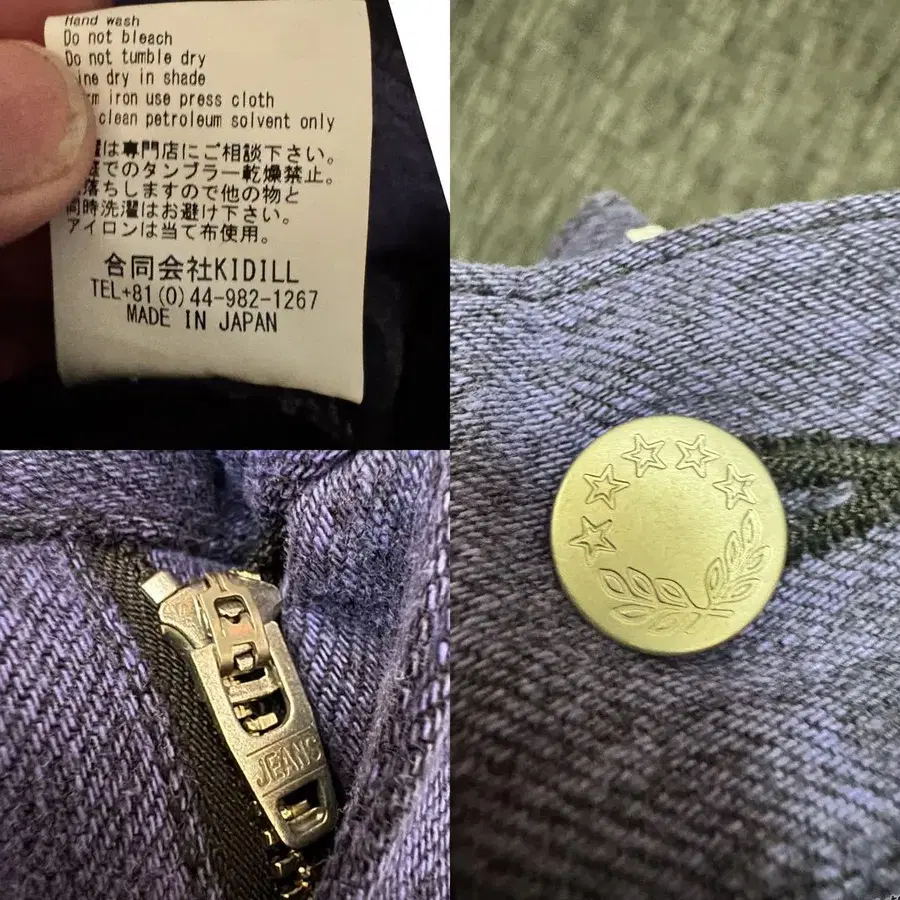 Hand wash
Do not bleach
Do not tumble dry
ine dry in shade
m iron use press cloth
clean petroleum solvent only
は専門店にご相談下さい。
でのタンブラー乾燥禁止。
落ちしますので他の物と
同時洗濯はお避け下さい。
アイロンは当て布使用。
合同会社KIDILL
TEL+81(0)44-982-1267
MADE IN JAPAN
JEANS